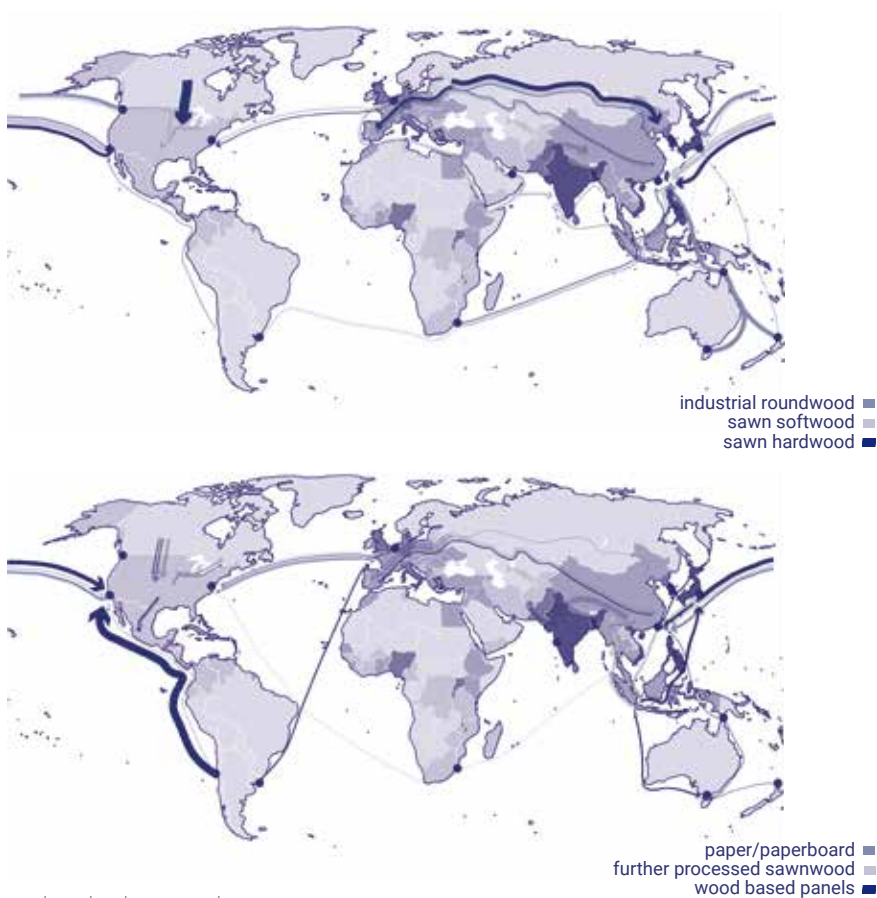 industrial roundwood
sawn softwood
sawn hardwood
paper/paperboard
further processed sawnwood
wood based panels